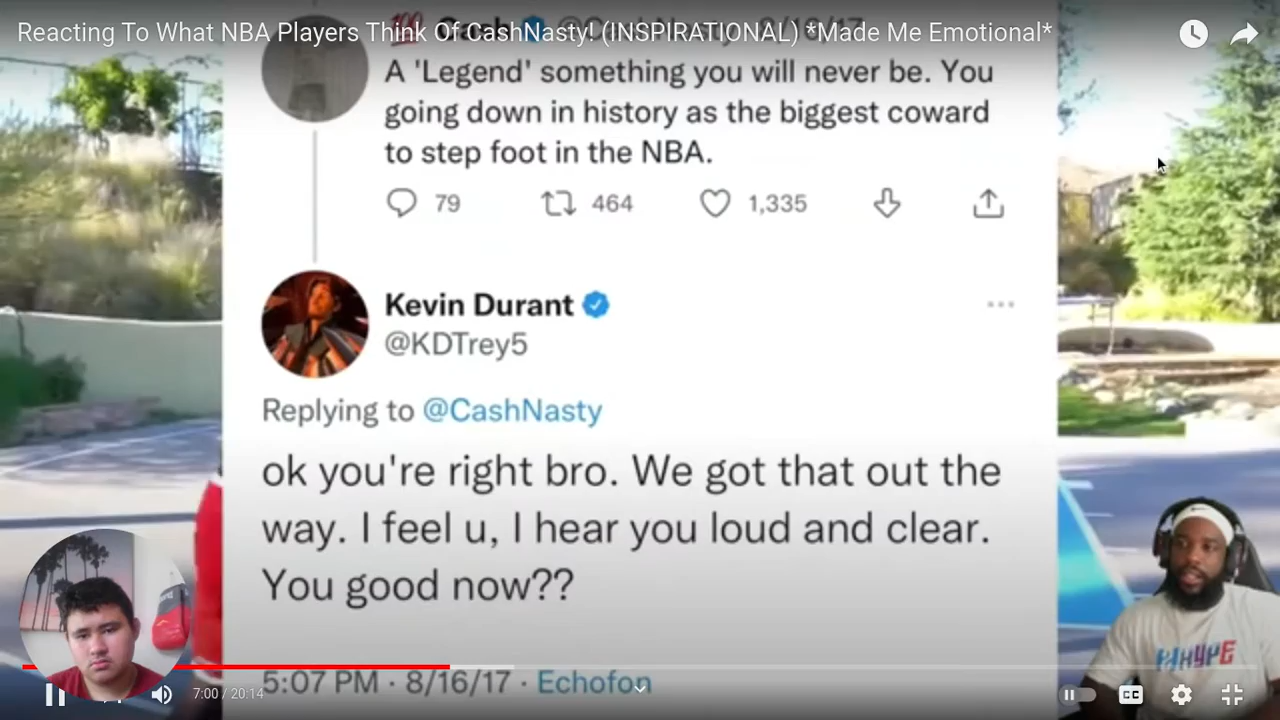 Reacting To What NBA Players Think Of CashNasty! (INSPIRATIONAL) *Made Me Emotional*
A 'Legend' something you will never be. You
going down in history as the biggest coward
to step foot in the NBA.
79 464 1,335
Kevin Durant
@KDTrey5
Replying to @CashNasty
ok you're right bro. We got that out the
way. I feel u, I hear you loud and clear.
You good now??
5:07 PM · 8/16/17 · Echofon
7:00 / 20:14
CC